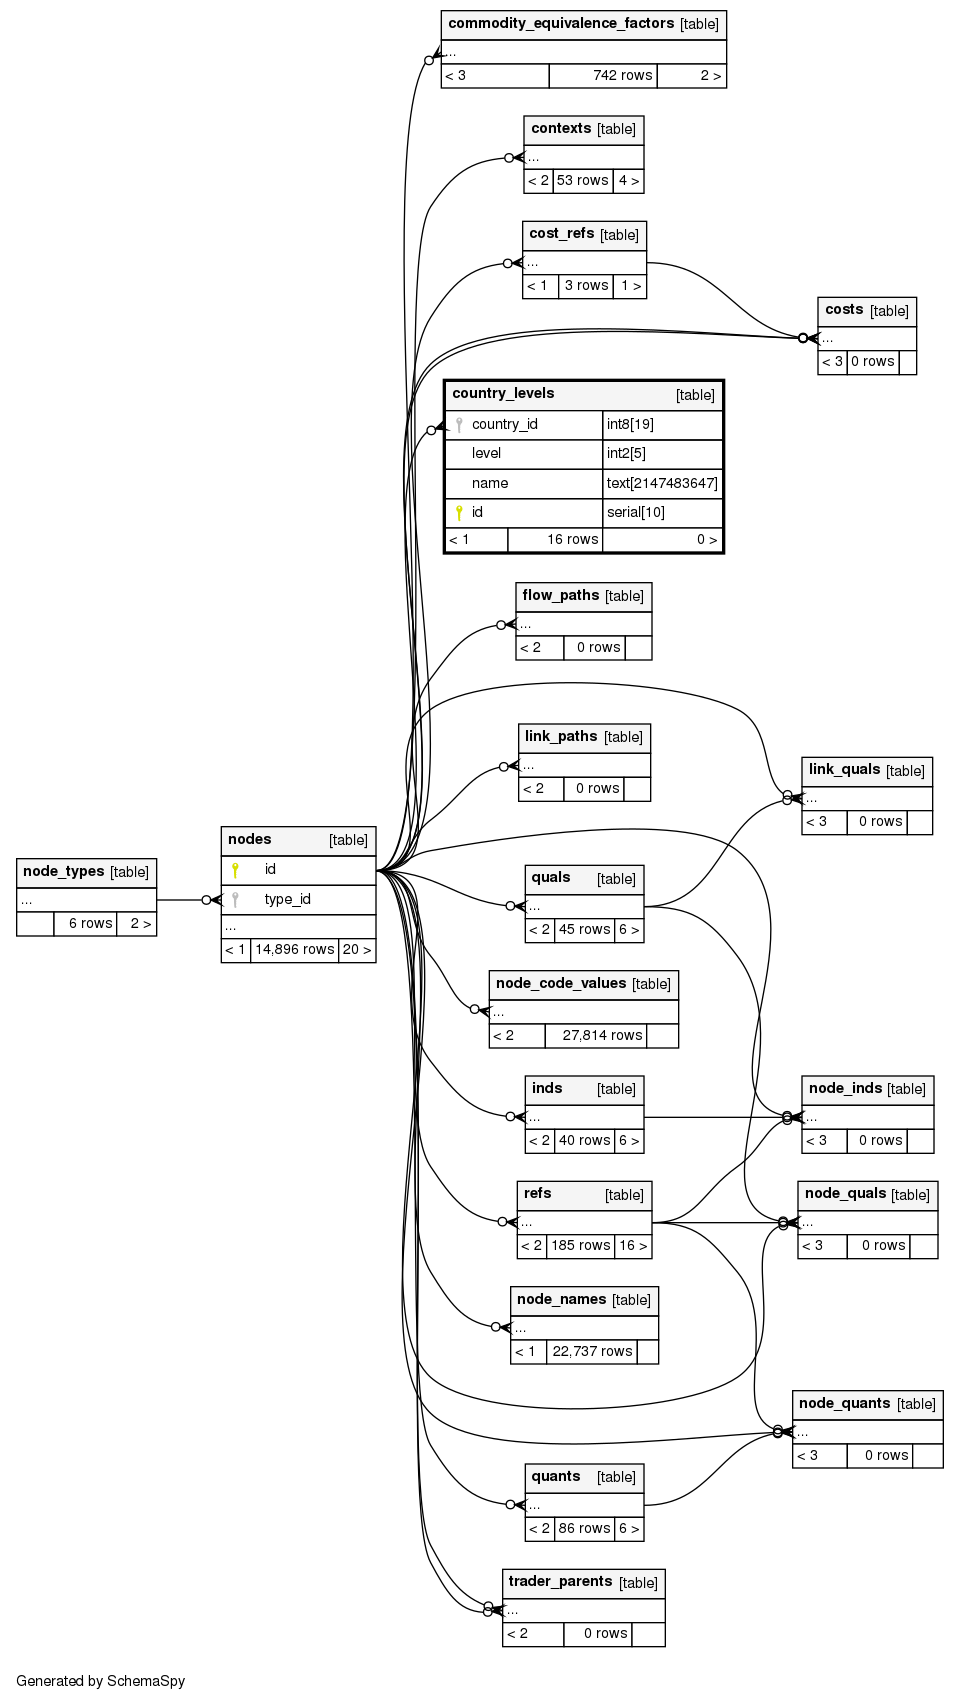 commodity_equivalence_factors [table]
...
< 3 742 rows 2 >
contexts [table]
...
< 2 53 rows 4 >
cost_refs [table]
...
< 1 3 rows 1 >
costs [table]
...
< 3 0 rows
country_levels [table]
country_id int8[19]
level int2[5]
name text[2147483647]
id serial[10]
< 1 16 rows 0 >
flow_paths [table]
...
< 2 0 rows
link_paths [table]
...
< 2 0 rows
link_quals [table]
...
< 3 0 rows
nodes [table]
id
type_id
...
< 1 14,896 rows 20 >
node_types [table]
...
6 rows 2 >
quals [table]
...
< 2 45 rows 6 >
node_code_values [table]
...
< 2 27,814 rows
inds [table]
...
< 2 40 rows 6 >
node_inds [table]
...
< 3 0 rows
refs [table]
...
< 2 185 rows 16 >
node_quals [table]
...
< 3 0 rows
node_names [table]
...
< 1 22,737 rows
node_quants [table]
...
< 3 0 rows
quants [table]
...
< 2 86 rows 6 >
trader_parents [table]
...
< 2 0 rows
Generated by SchemaSpy